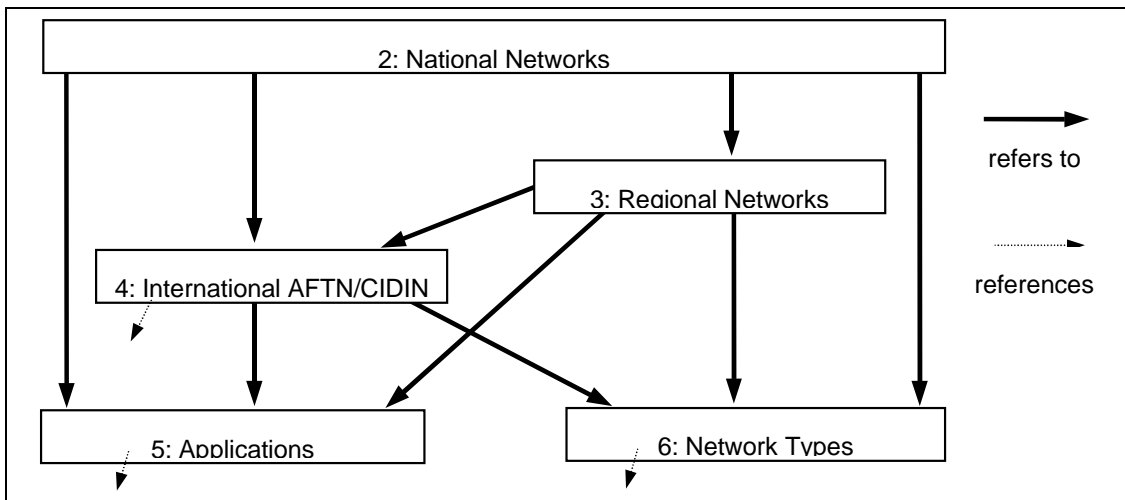 2: National Networks
refers to
3: Regional Networks
4: International AFTN/CIDIN
references
5: Applications
6: Network Types